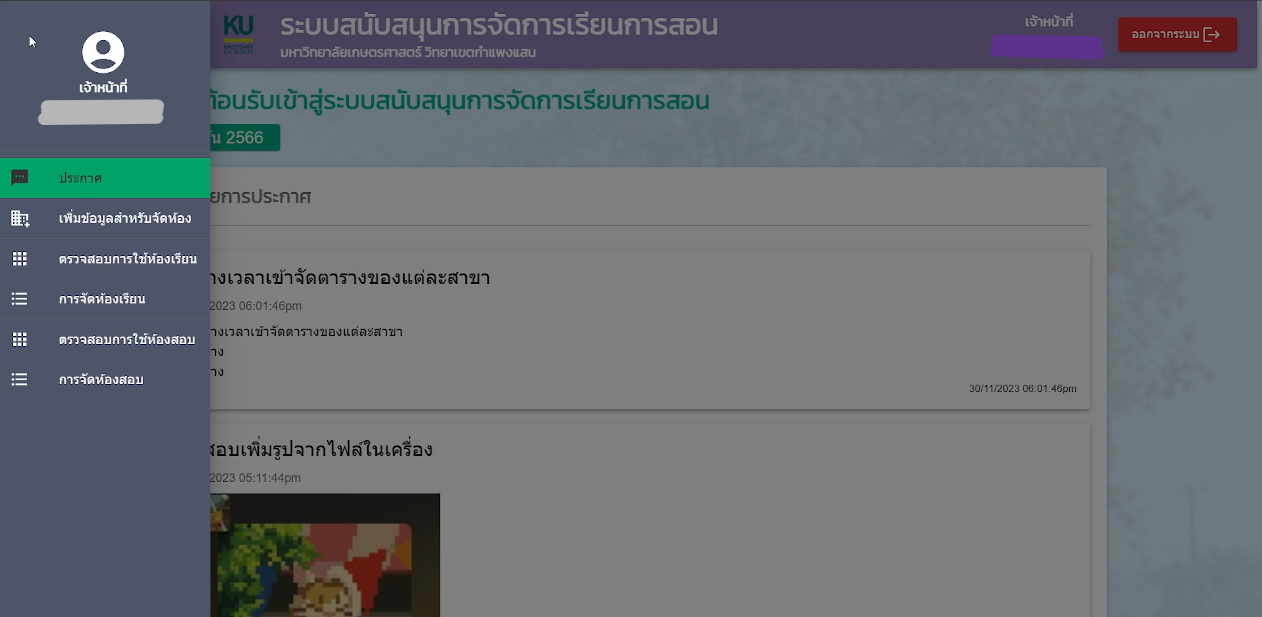 เจ้าหน้าที่
ประกาศ
เพิ่มข้อมูลสำหรับจัดห้อง
ตรวจสอบการใช้ห้องเรียน
การจัดห้องเรียน
ตรวจสอบการใช้ห้องสอบ
การจัดห้องสอบ
KU
KASETSART
UNIVERSITY
ระบบสนับสนุนการจัดการเรียนการสอน
มหาวิทยาลัยเกษตรศาสตร์ วิทยาเขตกำแพงแสน
เจ้าหน้าที่
ออกจากระบบ
ต้อนรับเข้าสู่ระบบสนับสนุนการจัดการเรียนการสอน
2566
ยการประกาศ
างเวลาเข้าจัดตารางของแต่ละสาขา
2023 06:01:46pm
างเวลาเข้าจัดตารางของแต่ละสาขา
าง
าง
30/11/2023 06:01:46pm
สอบเพิ่มรูปจากไฟล์ในเครื่อง
2023 05:11:44pm